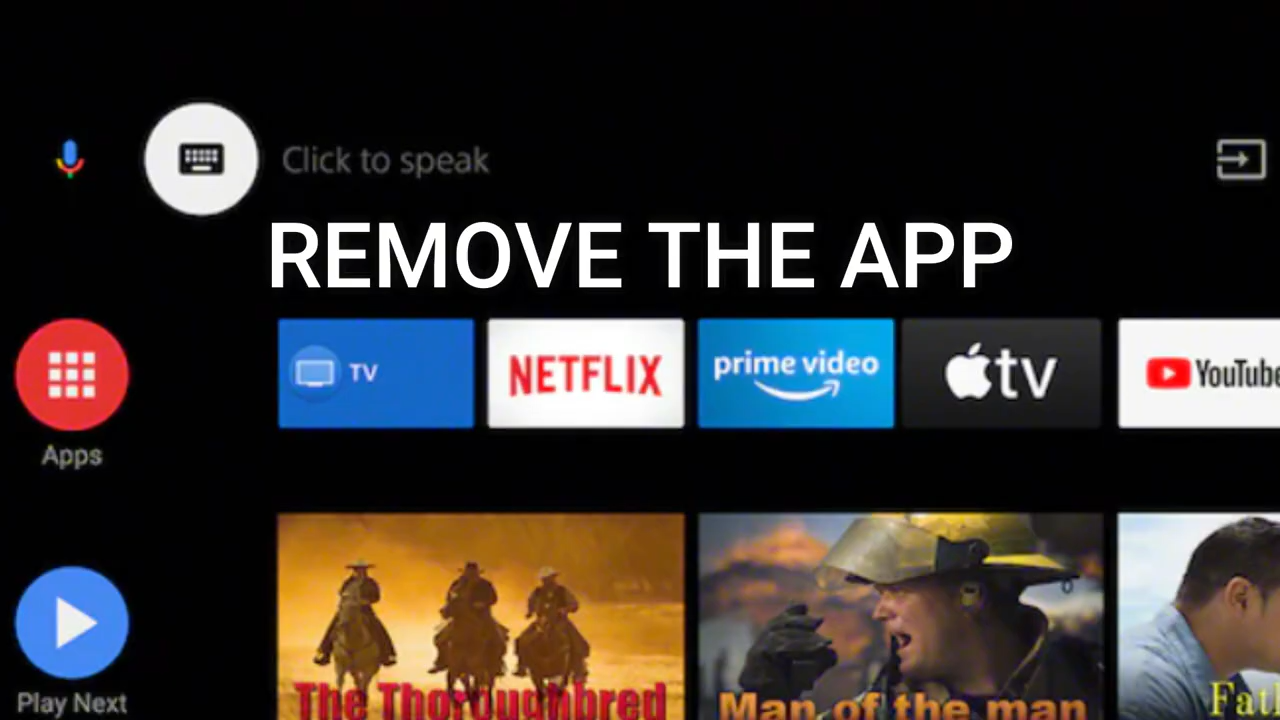 Click to speak
REMOVE THE APP
TV
NETFLIX
prime video
tv
YouTube
Apps
The Thoroughbred
Man of the man
Play Next